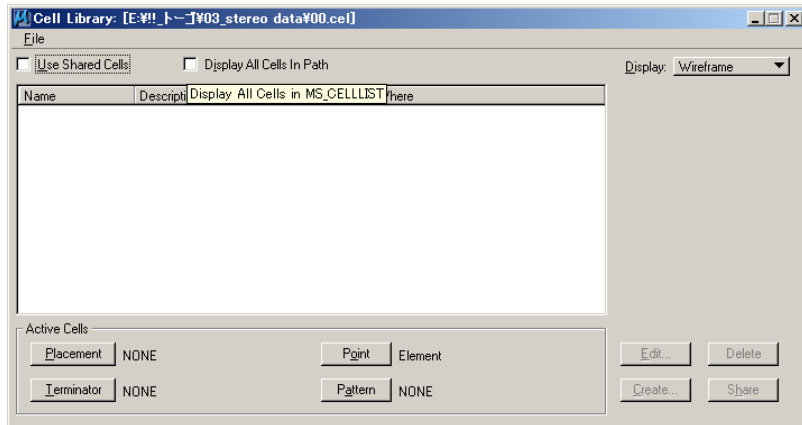 Cell Library: [E:¥!!_トーゴ¥03_stereo data¥00.cel]
File
Use Shared Cells Display All Cells In Path Display: Wireframe
Name Descripti Display All Cells in MS_CELLLIST here
Active Cells
Placement NONE Point Element Edit... Delete
Terminator NONE Pattern NONE Create... Share